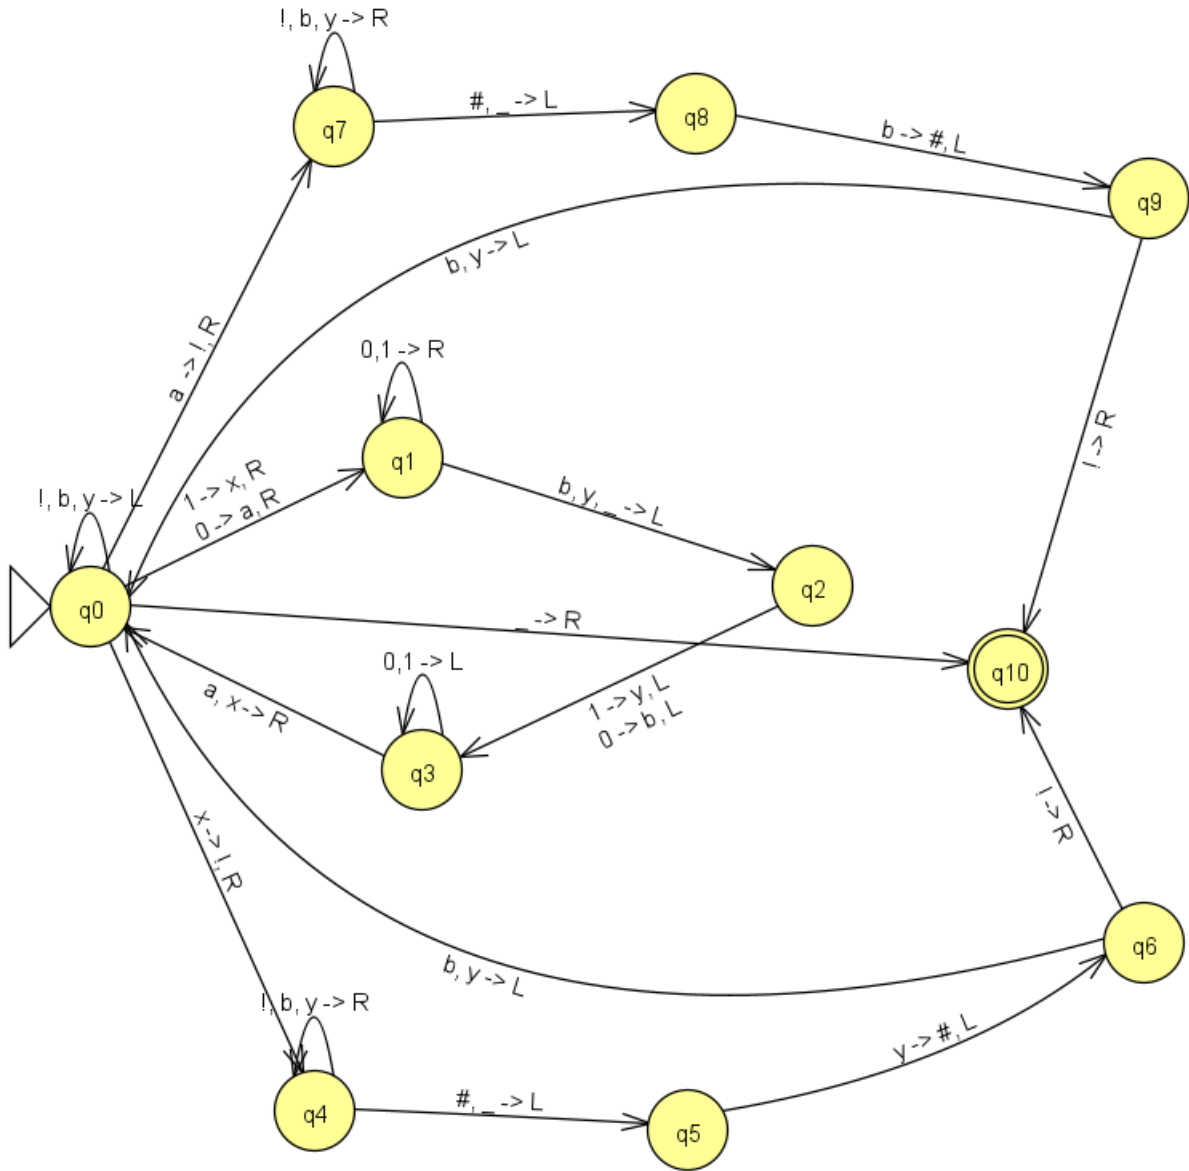 !, b, y -> R
q7
#, _ -> L
q8
b -> #, L
q9
b, y -> L
a -> !, R
! -> R
0,1 -> R
q1
1 -> x, R
0 -> a, R
b, y, _ -> L
!, b, y -> L
q0
q2
_ -> R
q10
0,1 -> L
1 -> y, L
0 -> b, L
a, x -> R
q3
x -> !, R
! -> R
b, y -> L
q6
!, b, y -> R
y -> #, L
#, _ -> L
q4
q5